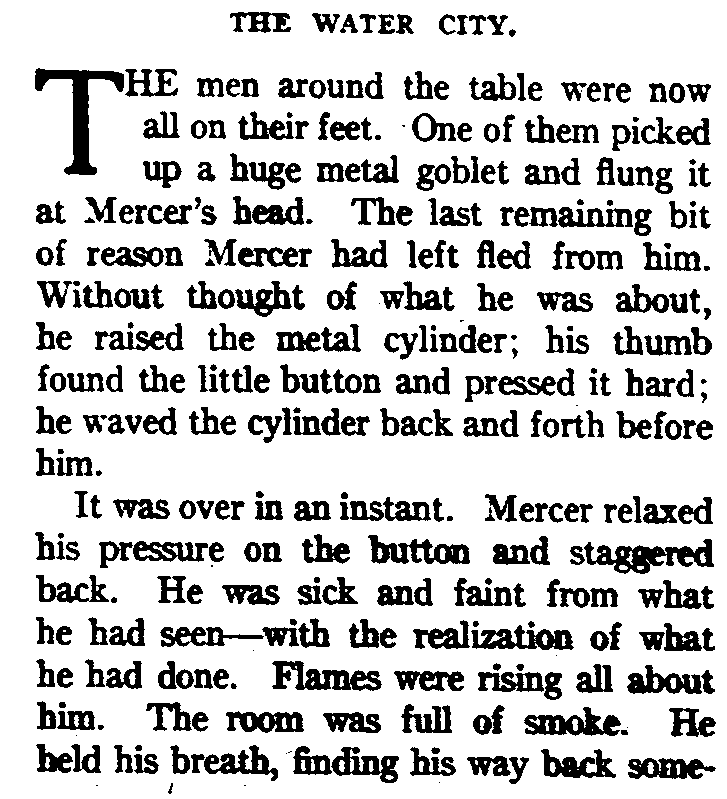 THE WATER CITY.
THE men around the table were now
all on their feet. One of them picked
up a huge metal goblet and flung it
at Mercer's head. The last remaining bit
of reason Mercer had left fled from him.
Without thought of what he was about,
he raised the metal cylinder; his thumb
found the little button and pressed it hard;
he waved the cylinder back and forth before
him.
It was over in an instant. Mercer relaxed
his pressure on the button and staggered
back. He was sick and faint from what
he had seen—with the realization of what
he had done. Flames were rising all about
him. The room was full of smoke. He
held his breath, finding his way back some-